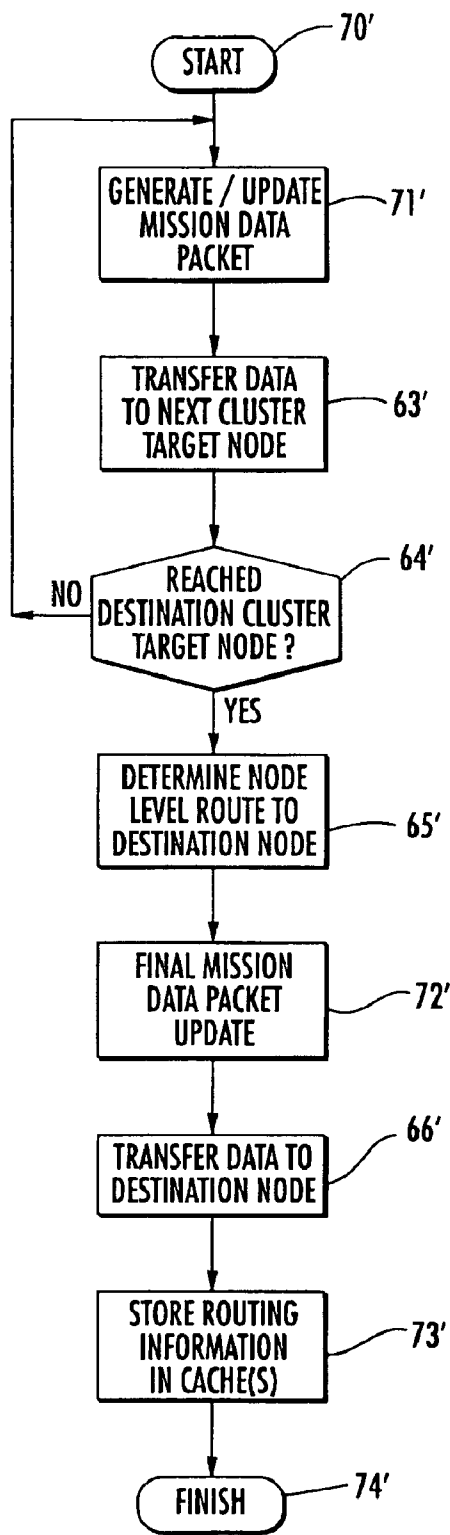 70'
START
GENERATE / UPDATE
MISSION DATA
PACKET
71'
TRANSFER DATA
TO NEXT CLUSTER
TARGET NODE
63'
64'
REACHED
DESTINATION CLUSTER
TARGET NODE ?
NO
YES
DETERMINE NODE
LEVEL ROUTE TO
DESTINATION NODE
65'
FINAL MISSION
DATA PACKET
UPDATE
72'
66'
TRANSFER DATA TO
DESTINATION NODE
STORE ROUTING
INFORMATION
IN CACHE(S)
73'
FINISH
74'